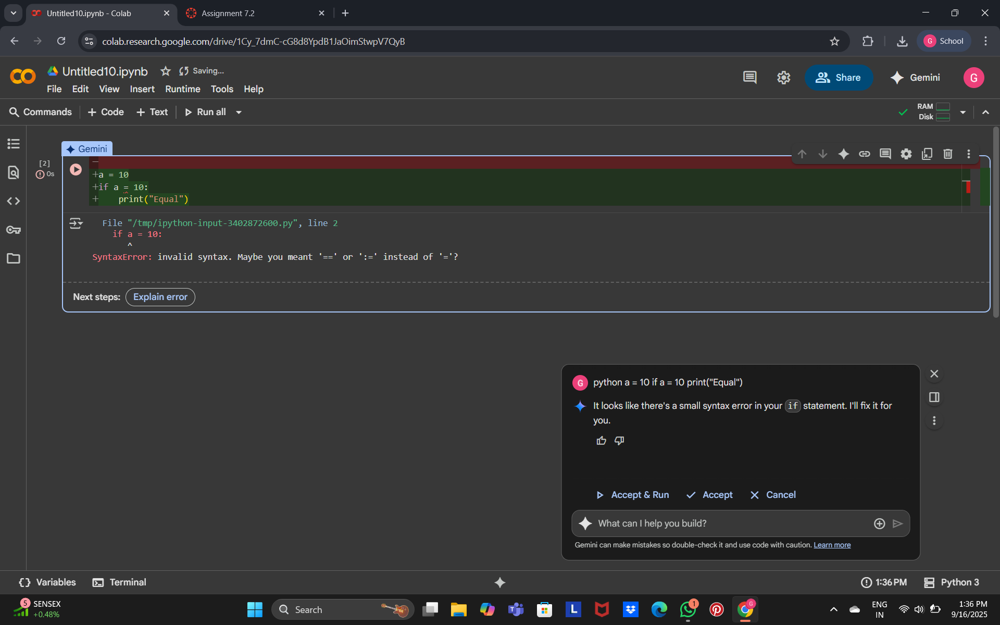 Untitled10.ipynb - Colab
Assignment 7.2
colab.research.google.com/drive/1Cy_7dmC-cG8d8YpdB1JaOimStwpV7QyB
G School
Untitled10.ipynb
Saving...
File Edit View Insert Runtime Tools Help
Share
Gemini
G
Commands + Code + Text Run all
RAM
Disk
Gemini
[2]
0s
−
+a = 10
+if a = 10:
+    print("Equal")
File "/tmp/ipython-input-3402872600.py", line 2
if a = 10:
^
SyntaxError: invalid syntax. Maybe you meant '==' or ':=' instead of '='?
Next steps: Explain error
G python a = 10 if a = 10 print("Equal")
It looks like there's a small syntax error in your if statement. I'll fix it for
you.
Accept & Run Accept Cancel
What can I help you build?
Gemini can make mistakes so double-check it and use code with caution. Learn more
Variables Terminal
1:36 PM Python 3
5 SENSEX
+0.48%
Search
L
1
G
ENG
IN
1:36 PM
9/16/2025